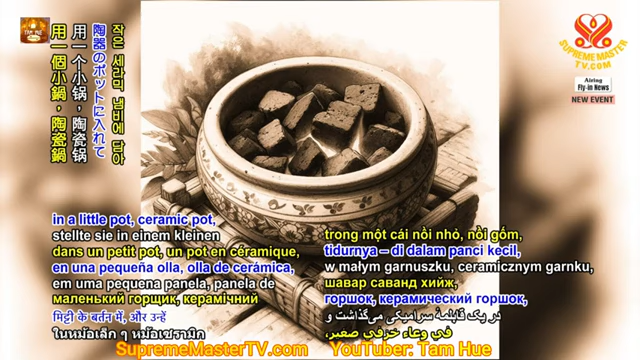 작은 세라믹 냄비에 담아
陶器のポットに入れて
用一个小锅，陶瓷锅
用一個小鍋，陶瓷鍋
SUPREME MASTER
TV.COM
Airing
Fly-in News
NEW EVENT
in a little pot, ceramic pot,
stellte sie in einem kleinen
dans un petit pot, un pot en céramique,
en una pequeña olla, olla de cerámica,
em uma pequena panela, panela de
маленький горщик, керамічний
मिट्टी के बर्तन में, और उन्हें
ในหม้อเล็ก ๆ หม้อเซรามิก
trong một cái nồi nhỏ, nồi gốm,
tidurnya – di dalam panci kecil,
w małym garnuszku, ceramicznym garnku,
шавар саванд хийж,
горшок, керамический горшок,
در یک قابلمهٔ سرامیکی می‌گذاشت و
في وعاء خزفي صغير،
SupremeMasterTV.com
YouTuber: Tam Hue